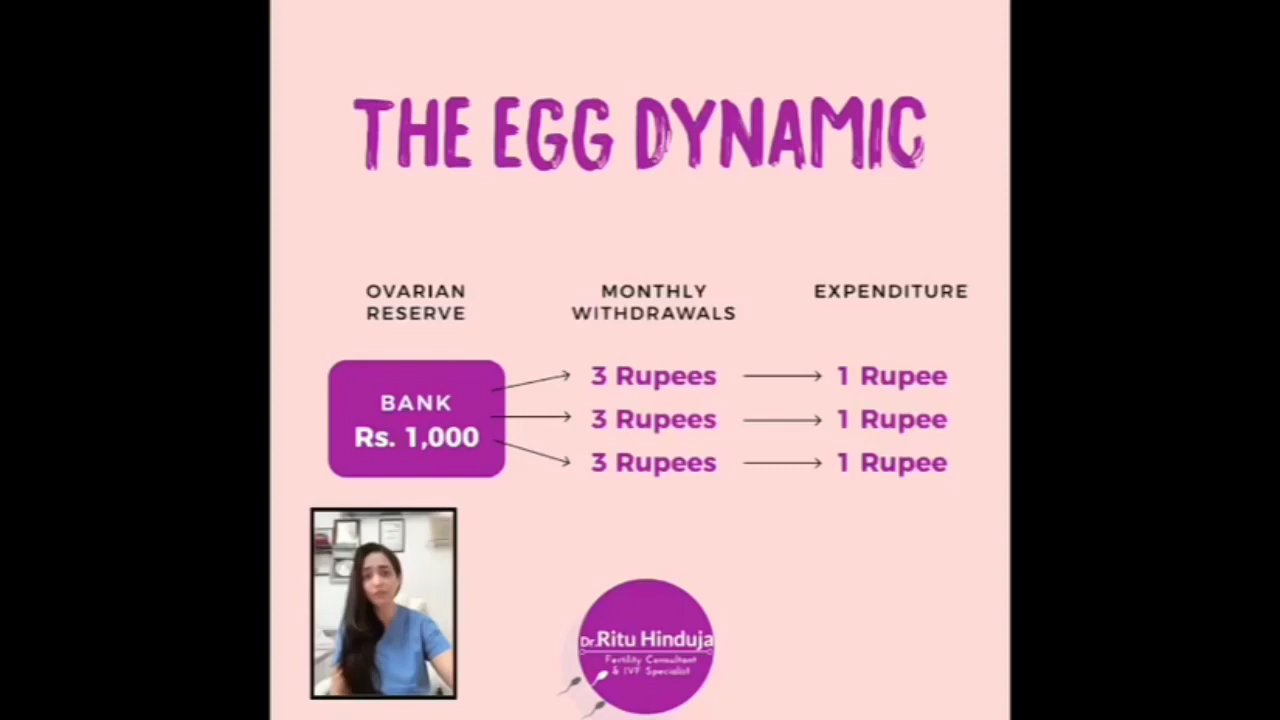 THE EGG DYNAMIC
OVARIAN
RESERVE
MONTHLY
WITHDRAWALS
EXPENDITURE
BANK
Rs. 1,000
3 Rupees
1 Rupee
3 Rupees
1 Rupee
3 Rupees
1 Rupee
Dr.Ritu Hinduja
Fertility Consultant
& IVF Specialist